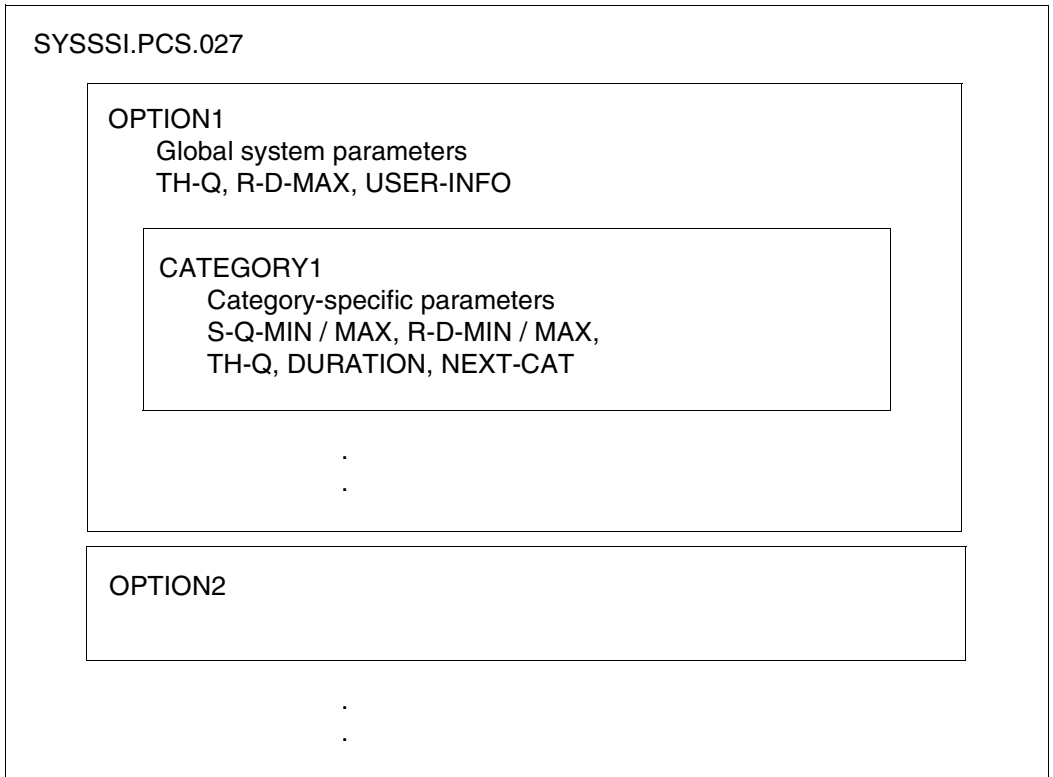 SYSSSI.PCS.027
OPTION1
Global system parameters
TH-Q, R-D-MAX, USER-INFO
CATEGORY1
Category-specific parameters
S-Q-MIN / MAX, R-D-MIN / MAX,
TH-Q, DURATION, NEXT-CAT
.
.
OPTION2
.
.